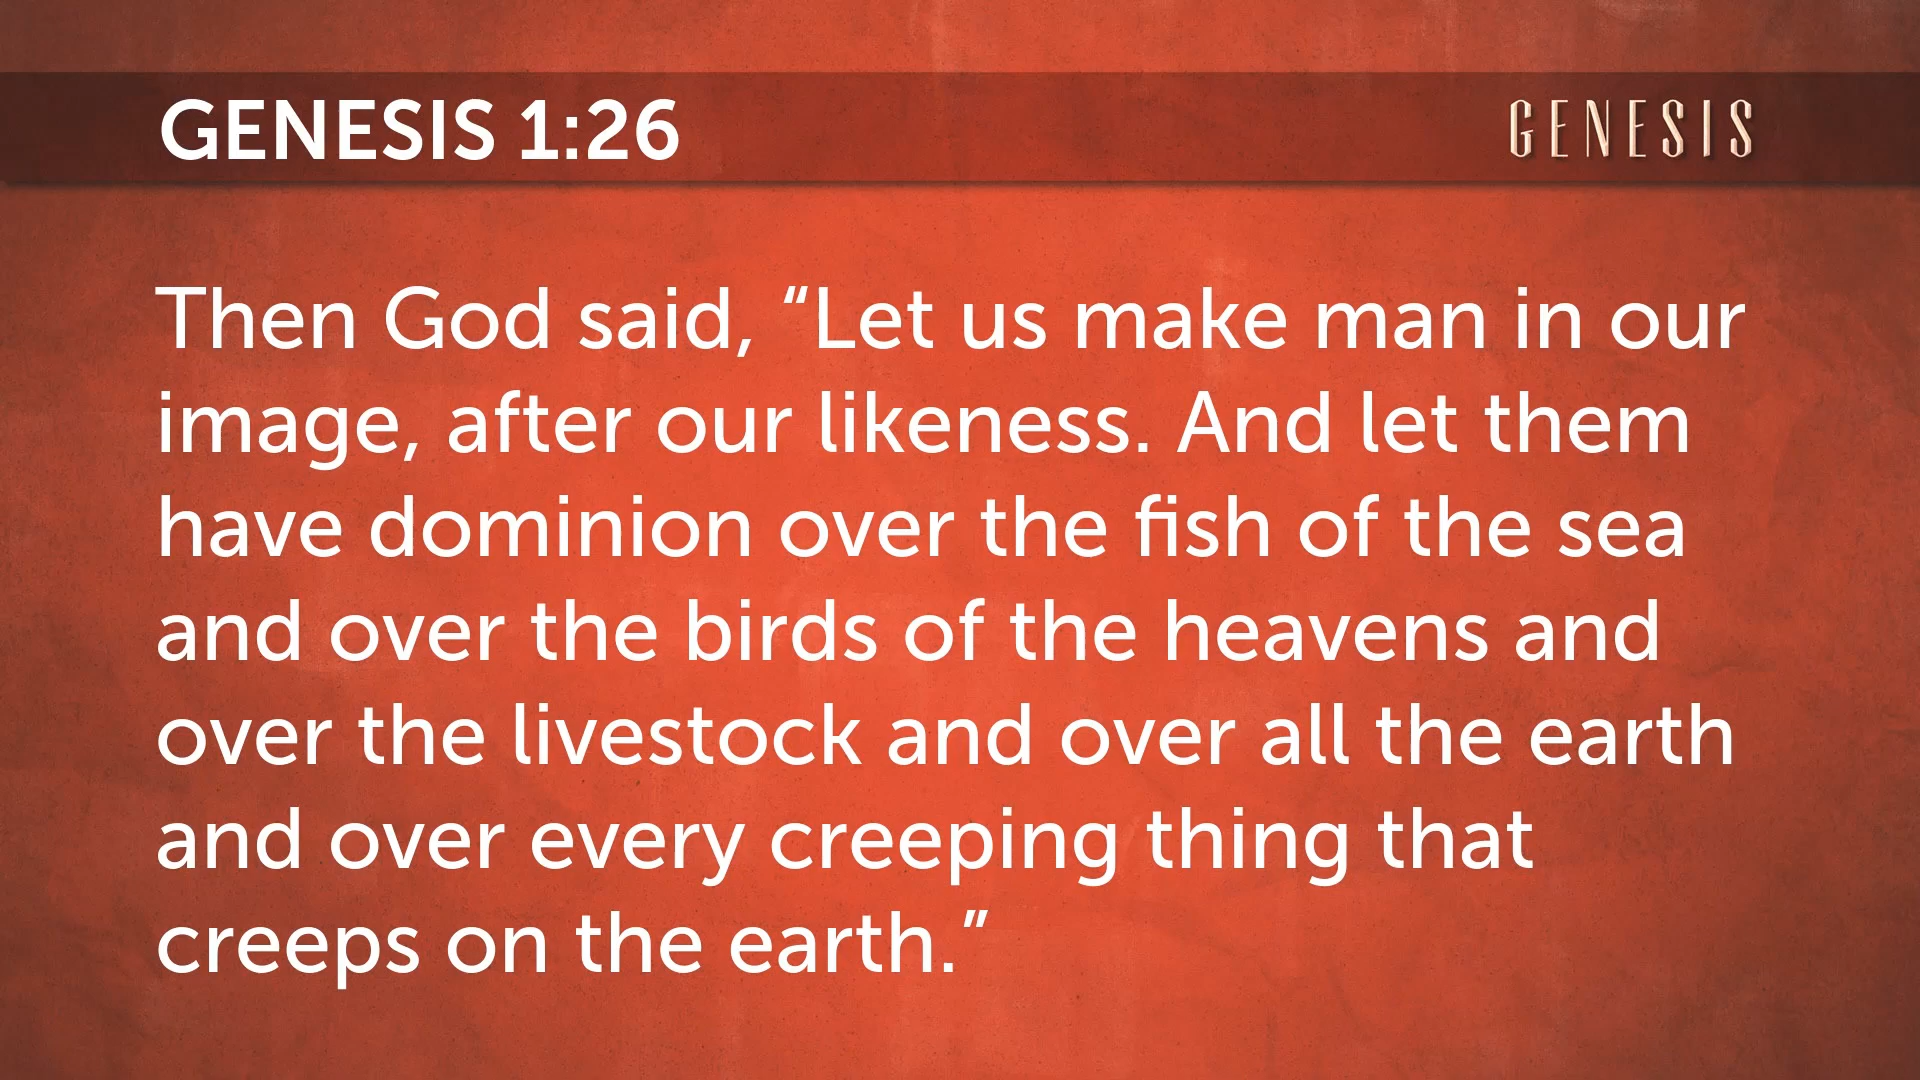 GENESIS 1:26
GENESIS
Then God said, “Let us make man in our
image, after our likeness. And let them
have dominion over the fish of the sea
and over the birds of the heavens and
over the livestock and over all the earth
and over every creeping thing that
creeps on the earth.”